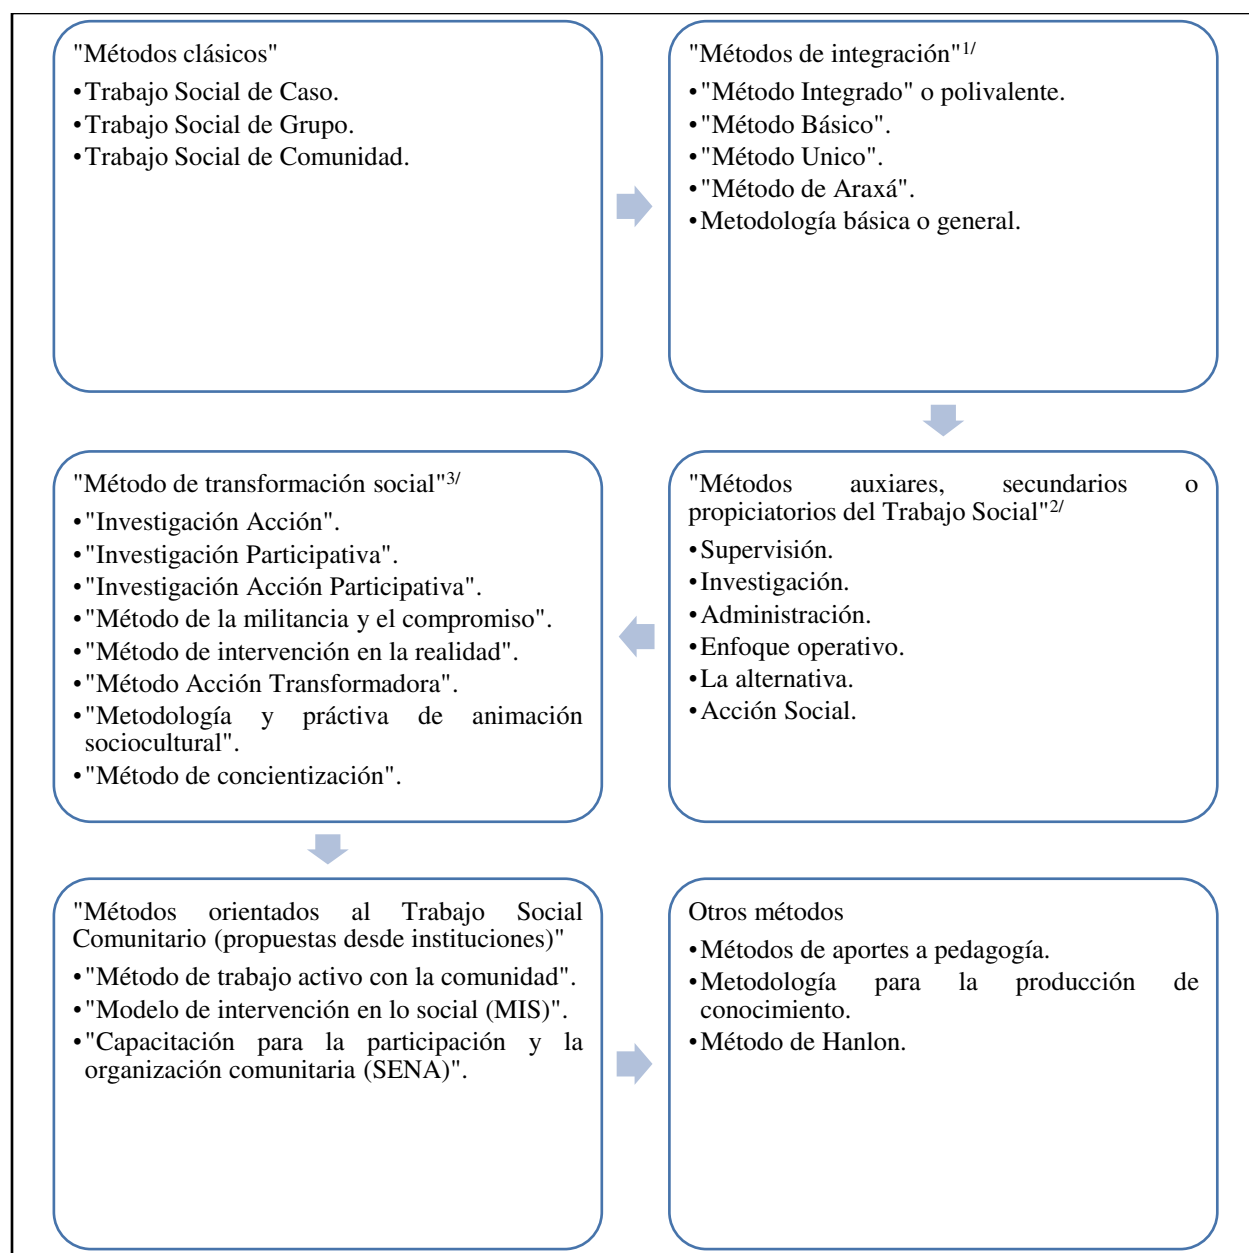 "Métodos clásicos"
•Trabajo Social de Caso.
•Trabajo Social de Grupo.
•Trabajo Social de Comunidad.
"Métodos de integración"1/
•"Método Integrado" o polivalente.
•"Método Básico".
•"Método Unico".
•"Método de Araxá".
•Metodología básica o general.
"Métodos auxiares, secundarios o
propiciatorios del Trabajo Social"2/
•Supervisión.
•Investigación.
•Administración.
•Enfoque operativo.
•La alternativa.
•Acción Social.
"Método de transformación social"3/
•"Investigación Acción".
•"Investigación Participativa".
•"Investigación Acción Participativa".
•"Método de la militancia y el compromiso".
•"Método de intervención en la realidad".
•"Método Acción Transformadora".
•"Metodología y práctiva de animación
sociocultural".
•"Método de concientización".
"Métodos orientados al Trabajo Social
Comunitario (propuestas desde instituciones)"
•"Método de trabajo activo con la comunidad".
•"Modelo de intervención en lo social (MIS)".
•"Capacitación para la participación y la
organización comunitaria (SENA)".
Otros métodos
•Métodos de aportes a pedagogía.
•Metodología para la producción de
conocimiento.
•Método de Hanlon.